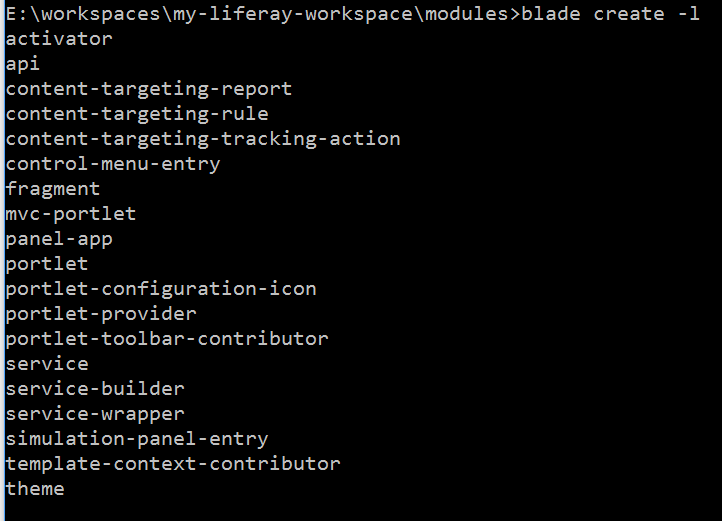 E:\workspaces\my-liferay-workspace\modules>blade create -l
activator
api
content-targeting-report
content-targeting-rule
content-targeting-tracking-action
control-menu-entry
fragment
mvc-portlet
panel-app
portlet
portlet-configuration-icon
portlet-provider
portlet-toolbar-contributor
service
service-builder
service-wrapper
simulation-panel-entry
template-context-contributor
theme